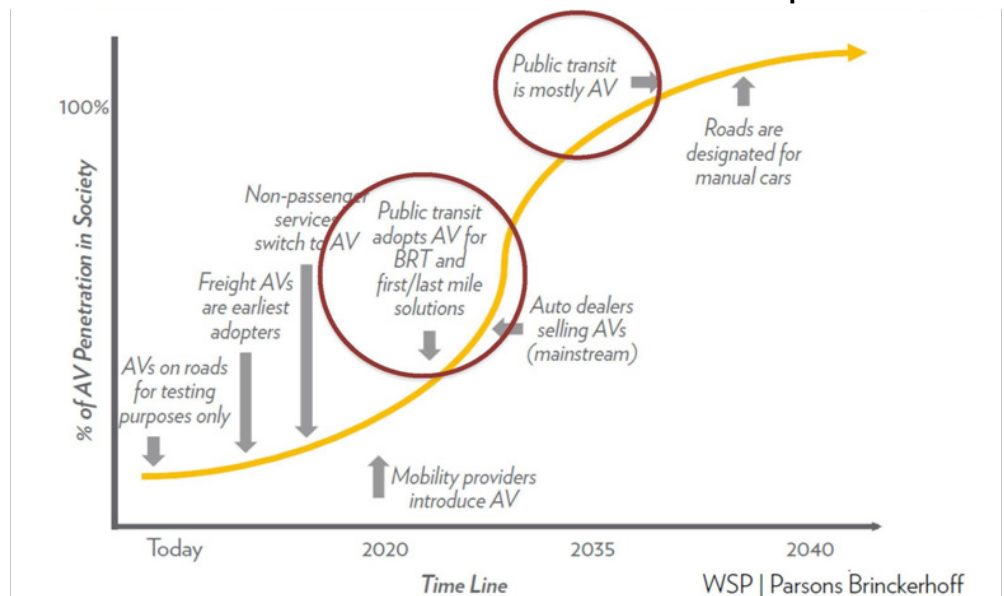 100%
% of AV Penetration in Society
AVs on roads
for testing
purposes only
Freight AVs
are earliest
adopters
Non-passenger
services
switch to AV
Public transit
adopts AV for
BRT and
first/last mile
solutions
Public transit
is mostly AV
Roads are
designated for
manual cars
Auto dealers
selling AVs
(mainstream)
Mobility providers
introduce AV
Today
2020
2035
2040
Time Line
WSP | Parsons Brinckerhoff